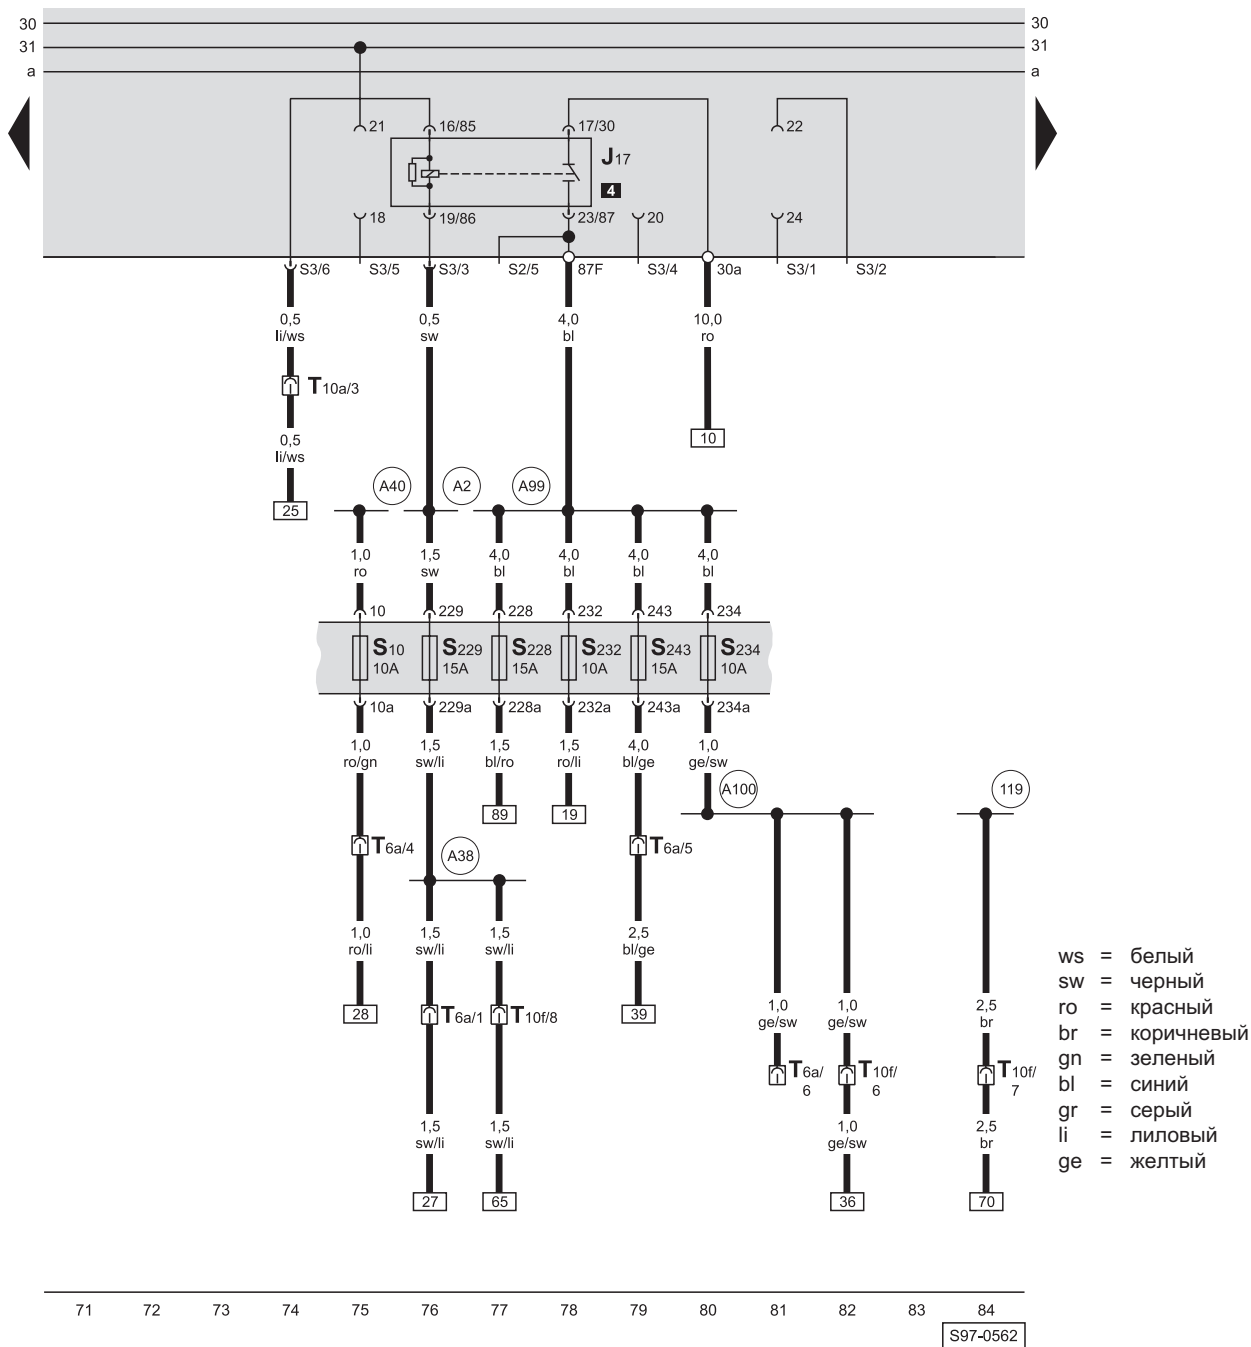 30 30
31 31
a a
21 16/85 17/30 22
J17
4
18 19/86 23/87 20 24
S3/6 S3/5 S3/3 S2/5 87F S3/4 30a S3/1 S3/2
0,5 0,5 4,0 10,0
li/ws sw bl ro
T10a/3
10
0,5
li/ws
A40 A2 A99
25
1,0 1,5 4,0 4,0 4,0 4,0
ro sw bl bl bl bl
10 229 228 232 243 234
S10 S229 S228 S232 S243 S234
10A 15A 15A 10A 15A 10A
10a 229a 228a 232a 243a 234a
1,0 1,5 1,5 1,5 4,0 1,0
ro/gn sw/li bl/ro ro/li bl/ge ge/sw
A100 119
89 19
T6a/4 T6a/5
A38
1,0 1,5 1,5 2,5
ro/li sw/li sw/li bl/ge
ws = белый
sw = черный
ro = красный
br = коричневый
gn = зеленый
bl = синий
gr = серый
li = лиловый
ge = желтый
1,0 1,0 2,5
ge/sw ge/sw br
28 T6a/1 T10f/8 39
T6a/ T10f/ T10f/
6 6 7
1,5 1,5 1,0 2,5
sw/li sw/li ge/sw br
27 65 36 70
71 72 73 74 75 76 77 78 79 80 81 82 83 84
S97-0562